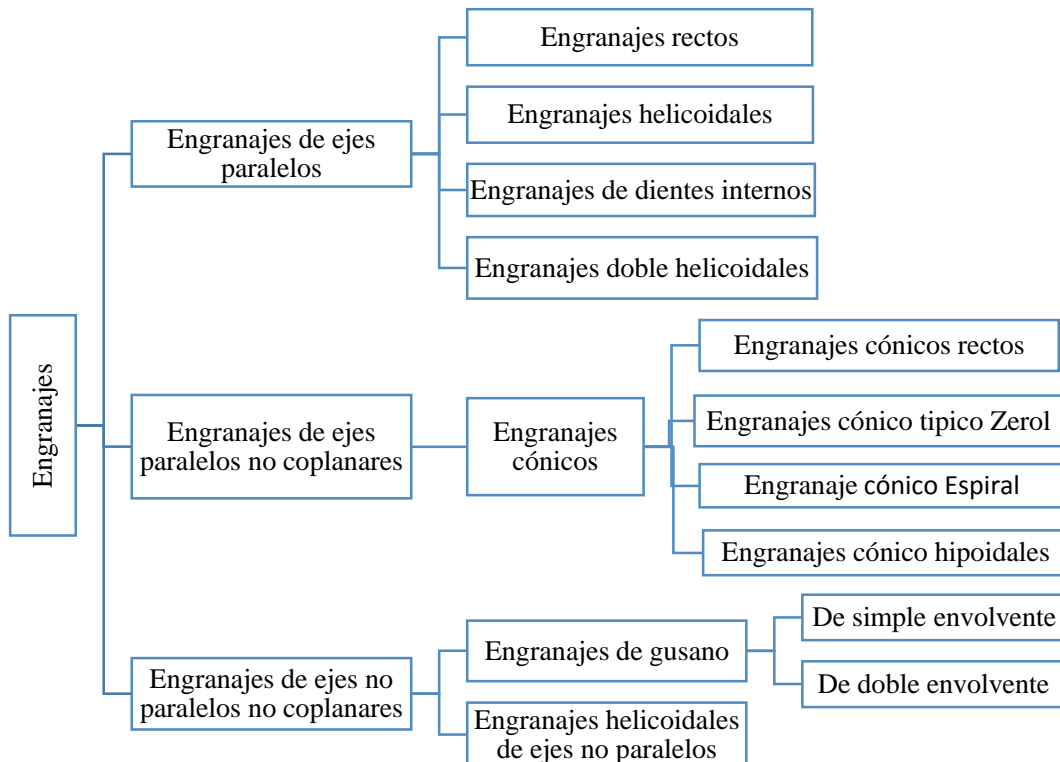 Engranajes
Engranajes de ejes
paralelos
Engranajes rectos
Engranajes helicoidales
Engranajes de dientes internos
Engranajes doble helicoidales
Engranajes de ejes
paralelos no coplanares
Engranajes
cónicos
Engranajes cónicos rectos
Engranajes cónico tipico Zerol
Engranaje cónico Espiral
Engranajes cónico hipoidales
Engranajes de ejes no
paralelos no coplanares
Engranajes de gusano
De simple envolvente
De doble envolvente
Engranajes helicoidales
de ejes no paralelos